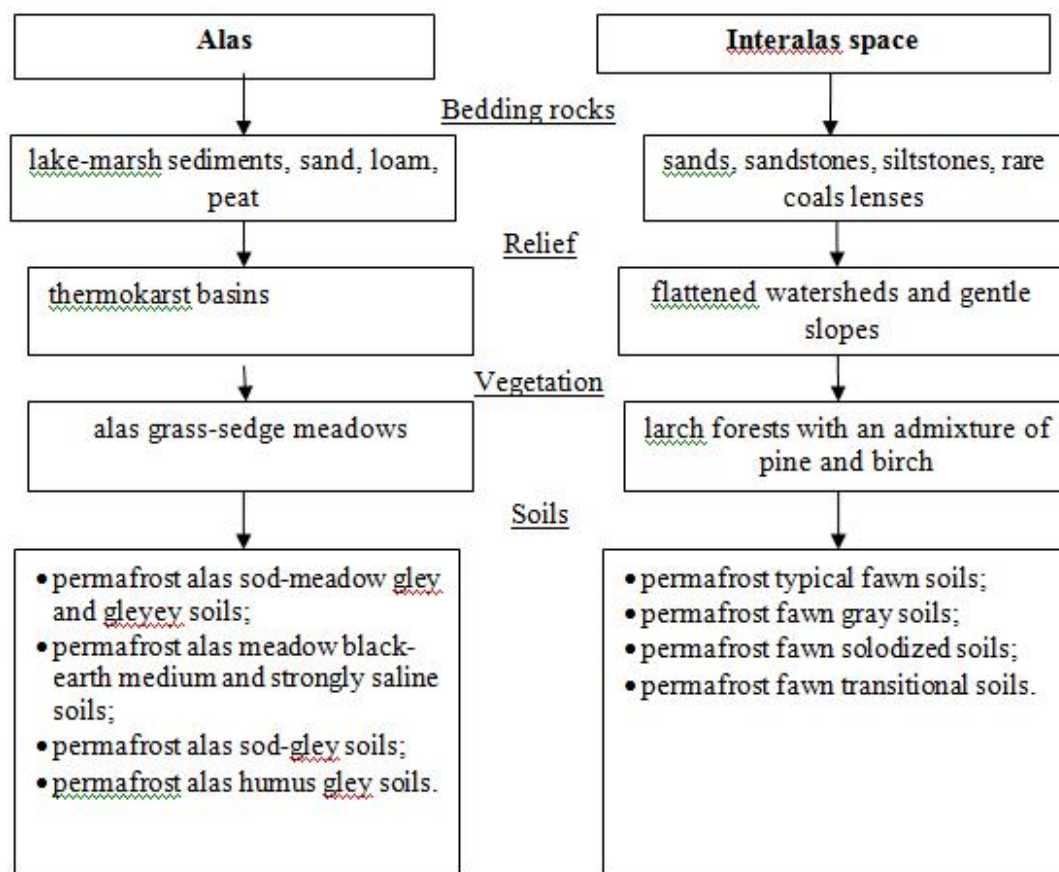 Alas
Interalas space
Bedding rocks
lake-marsh sediments, sand, loam,
peat
sands, sandstones, siltstones, rare
coals lenses
Relief
thermokarst basins
flattened watersheds and gentle
slopes
Vegetation
alas grass-sedge meadows
larch forests with an admixture of
pine and birch
Soils
• permafrost alas sod-meadow gley
and gleyey soils;
• permafrost alas meadow black-
earth medium and strongly saline
soils;
• permafrost alas sod-gley soils;
• permafrost alas humus gley soils.
• permafrost typical fawn soils;
• permafrost fawn gray soils;
• permafrost fawn solodized soils;
• permafrost fawn transitional soils.